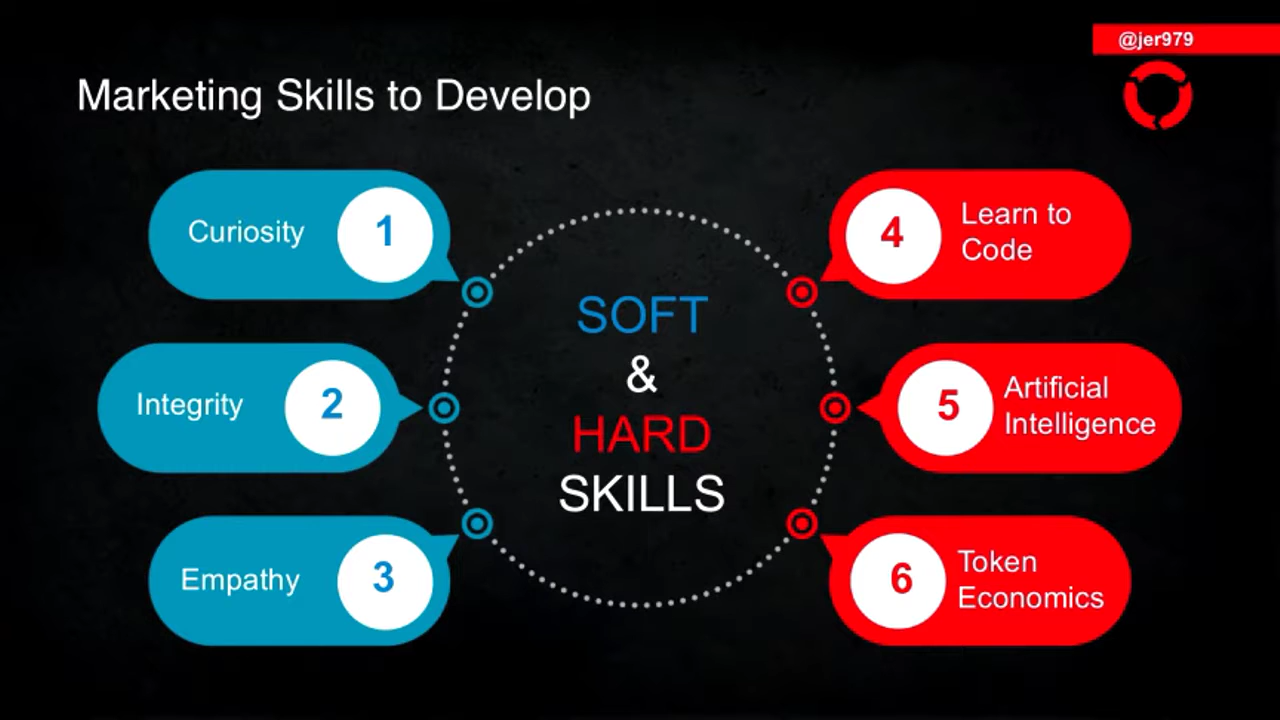 @jer979
Marketing Skills to Develop
Curiosity
1
Integrity
2
Empathy
3
SOFT
&
HARD
SKILLS
4
Learn to
Code
5
Artificial
Intelligence
6
Token
Economics